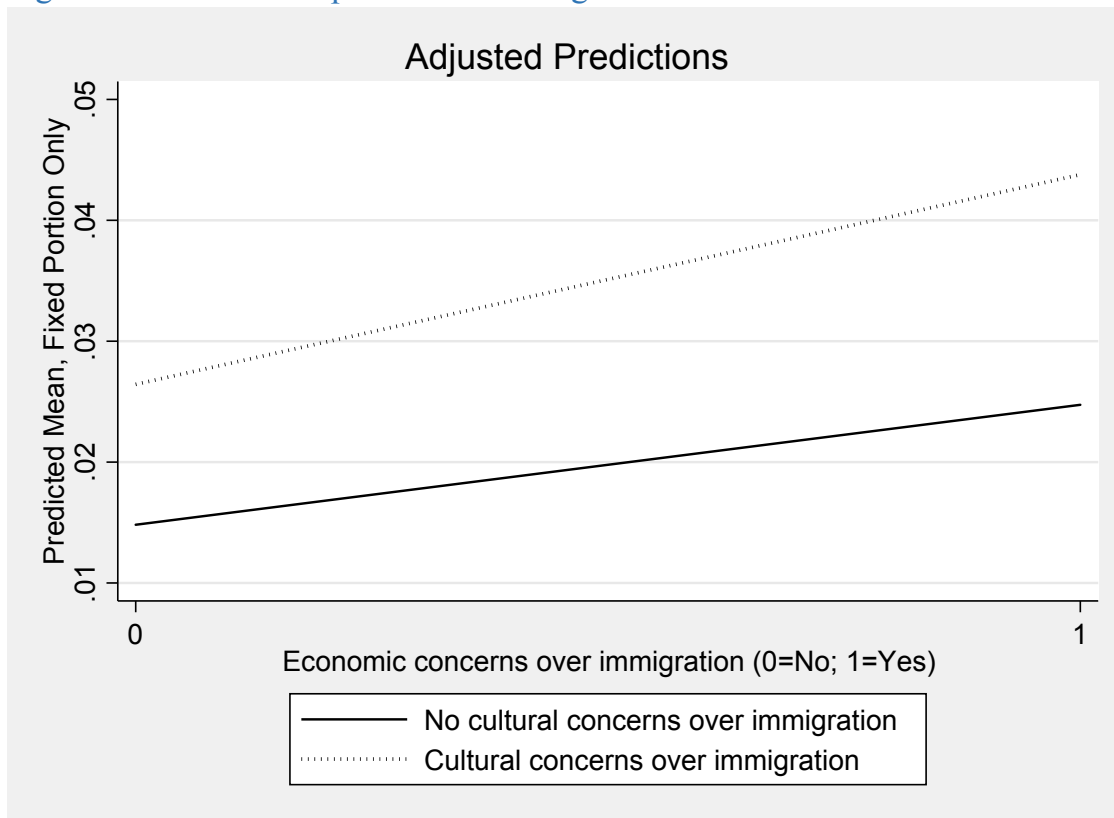 Adjusted Predictions
Predicted Mean, Fixed Portion Only
.05
.04
.03
.02
.01
0
1
Economic concerns over immigration (0=No; 1=Yes)
No cultural concerns over immigration
Cultural concerns over immigration